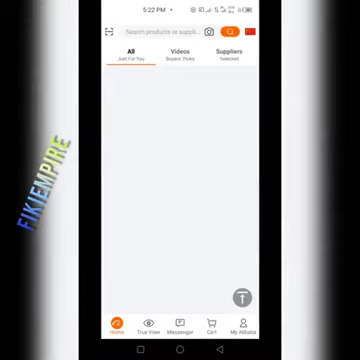 5:22 PM
Search products or suppli...
All
Videos
Suppliers
Just For You
Buyers' Picks
Selected
FIKIEMPIRE
Home
True View
Messenger
Cart
My Alibaba